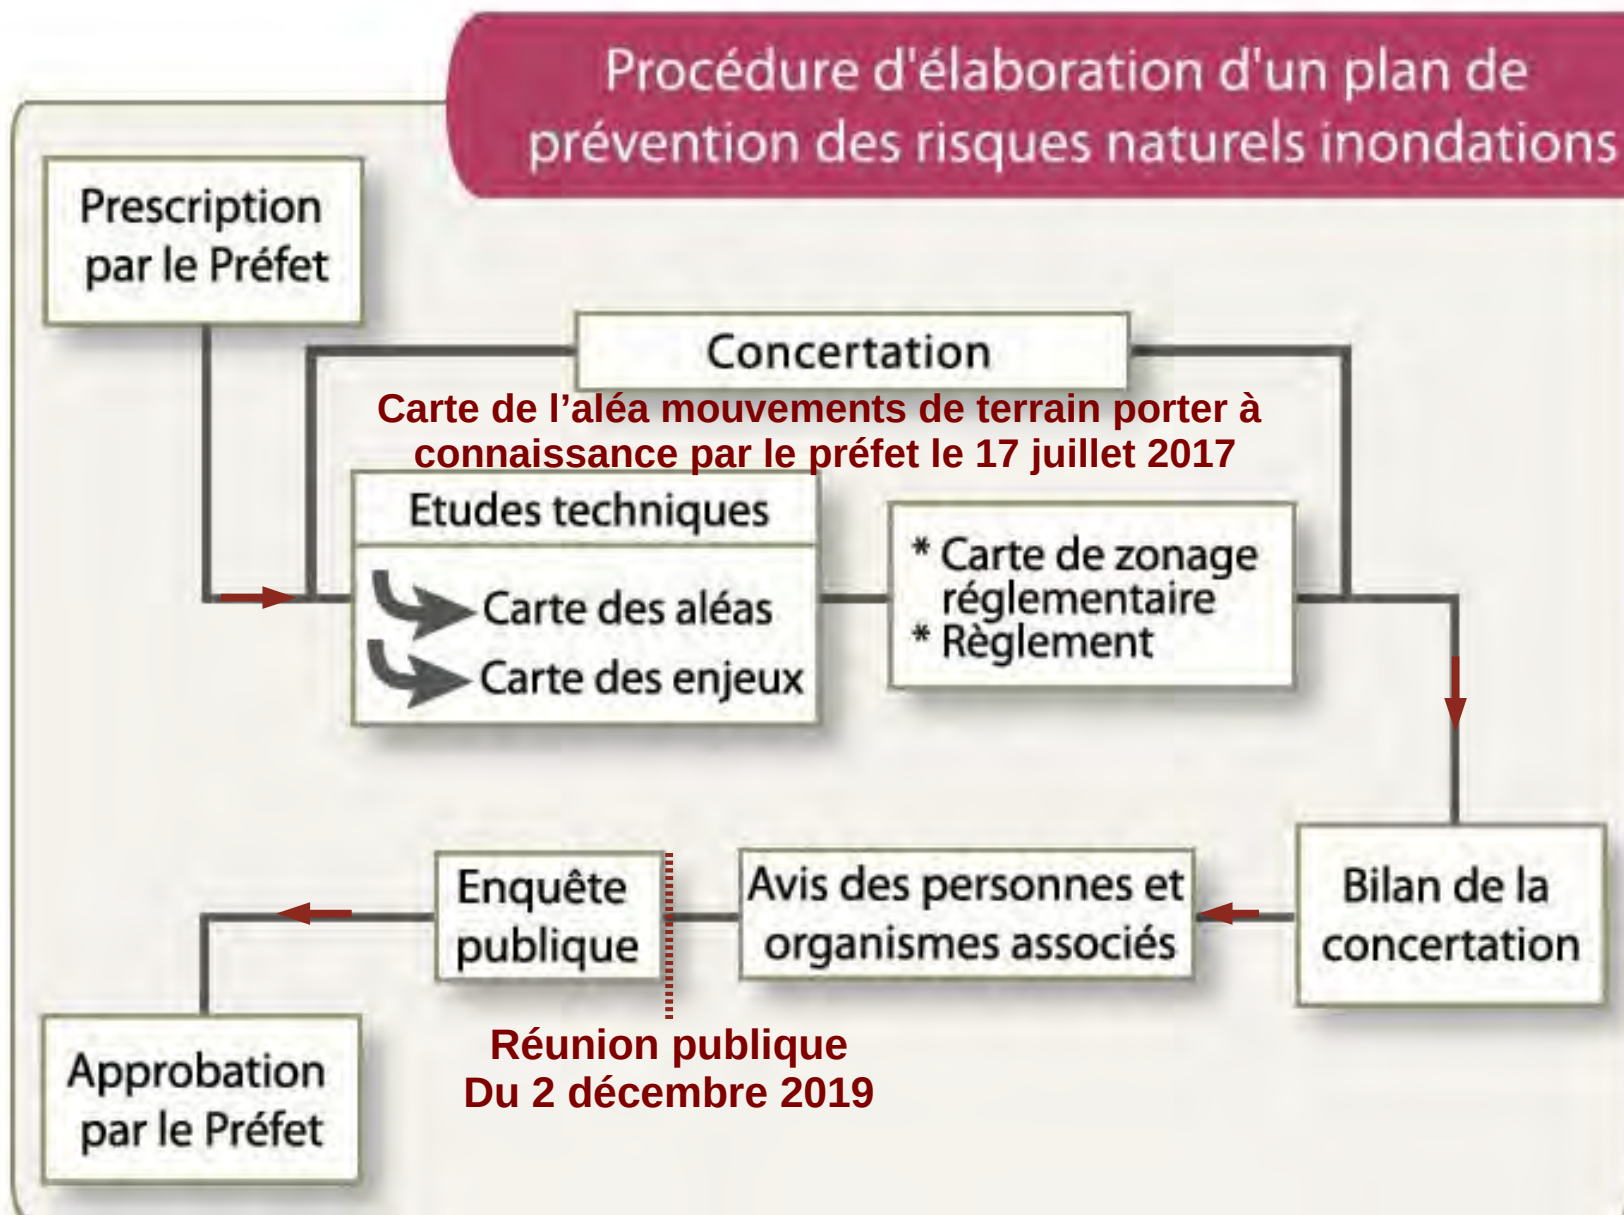 Procédure d'élaboration d'un plan de
prévention des risques naturels inondations
Prescription
par le Préfet
Concertation
Carte de l’aléa mouvements de terrain porter à
connaissance par le préfet le 17 juillet 2017
Etudes techniques
Carte des aléas
Carte des enjeux
* Carte de zonage
réglementaire
* Règlement
Bilan de la
concertation
Avis des personnes et
organismes associés
Enquête
publique
Réunion publique
Du 2 décembre 2019
Approbation
par le Préfet